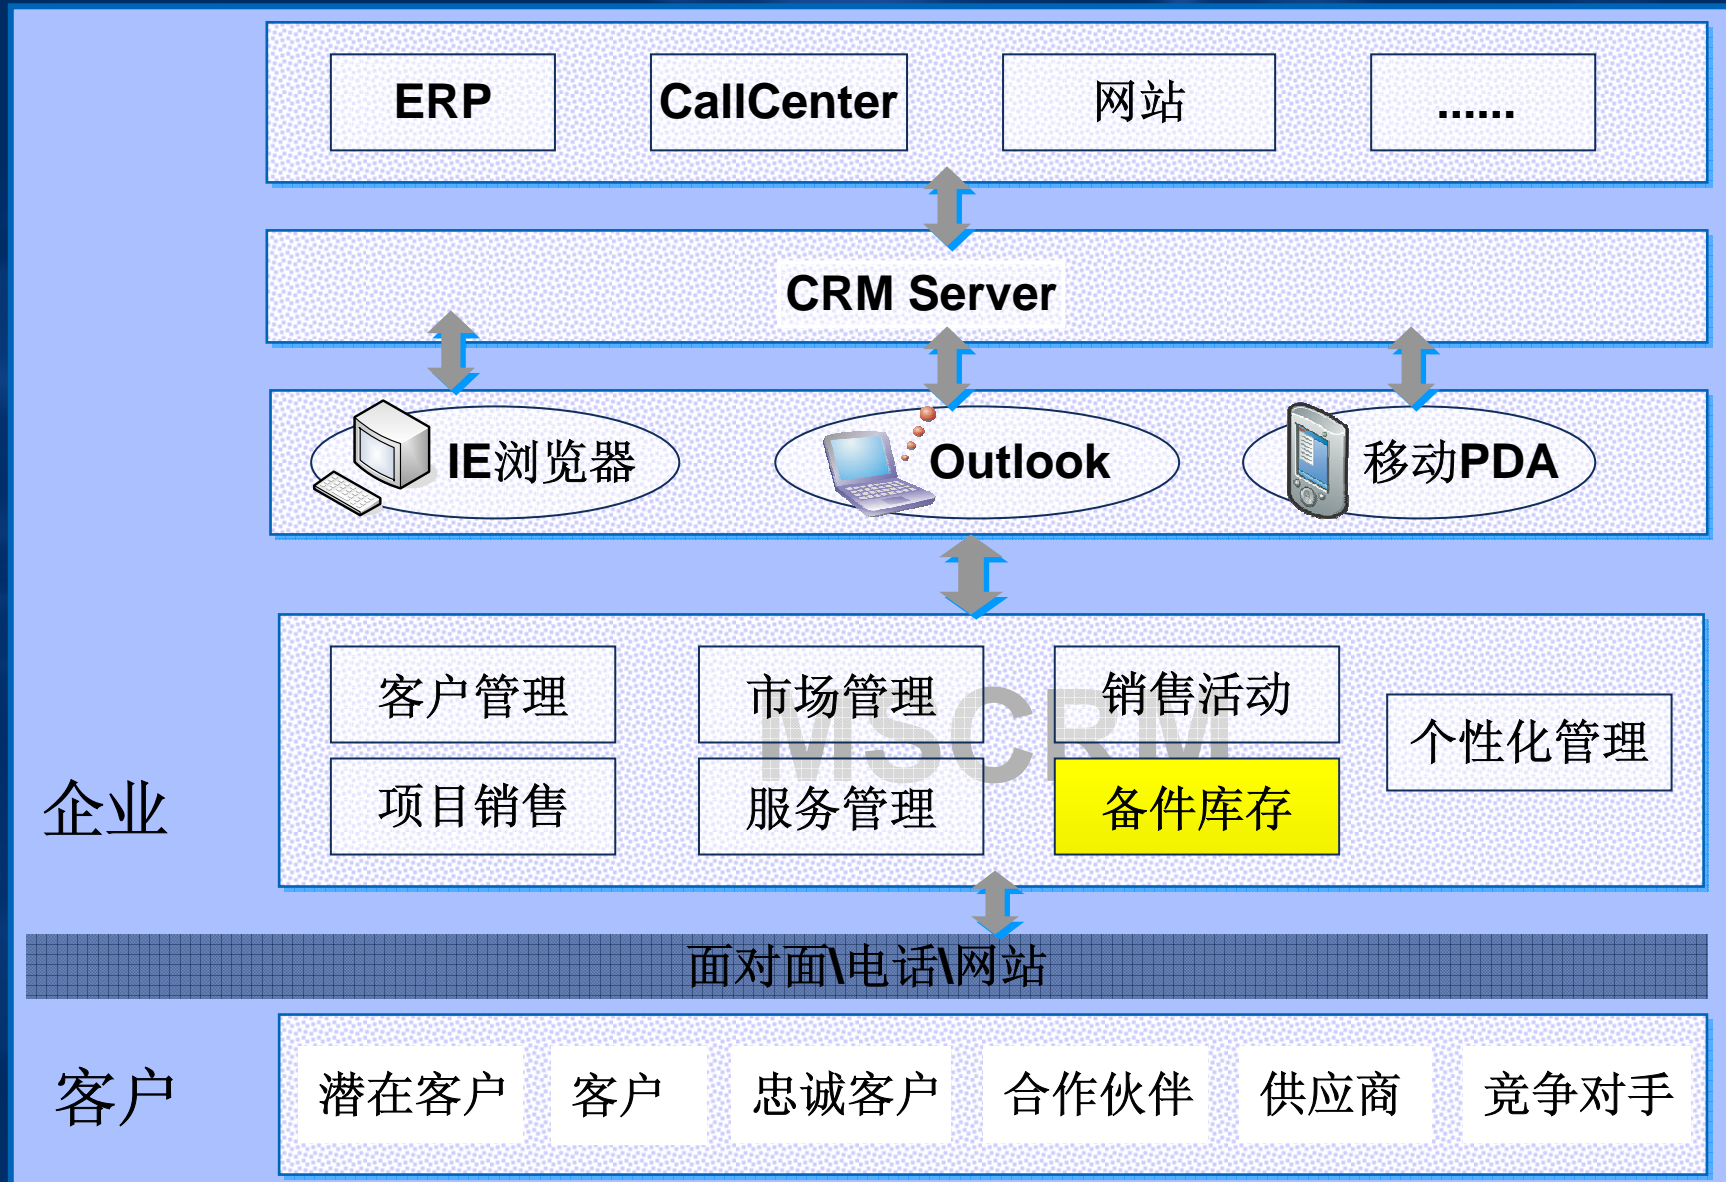 ERP CallCenter 网站 ......
CRM Server
IE浏览器 Outlook 移动PDA
客户管理 市场管理 销售活动
MSCRM
个性化管理
项目销售 服务管理 备件库存
企业
面对面\电话\网站
客户
潜在客户 客户 忠诚客户 合作伙伴 供应商 竞争对手